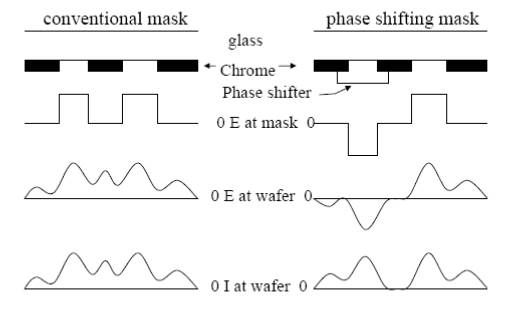 conventional mask
phase shifting mask
glass
Chrome
Phase shifter
0 E at mask 0
0 E at wafer 0
0 I at wafer 0